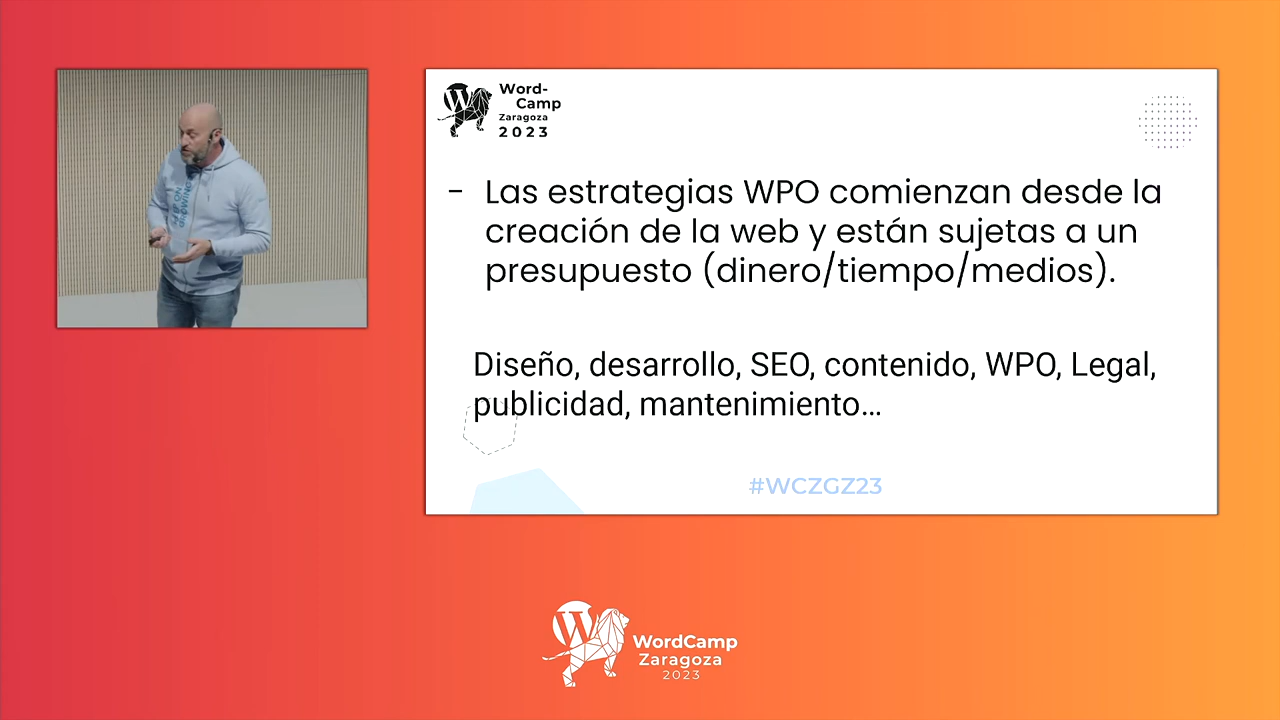 Word-
Camp
Zaragoza
2023
- Las estrategias WPO comienzan desde la
creación de la web y están sujetas a un
presupuesto (dinero/tiempo/medios).
Diseño, desarrollo, SEO, contenido, WPO, Legal,
publicidad, mantenimiento...
#WCZGZ23
WordCamp
Zaragoza
2023